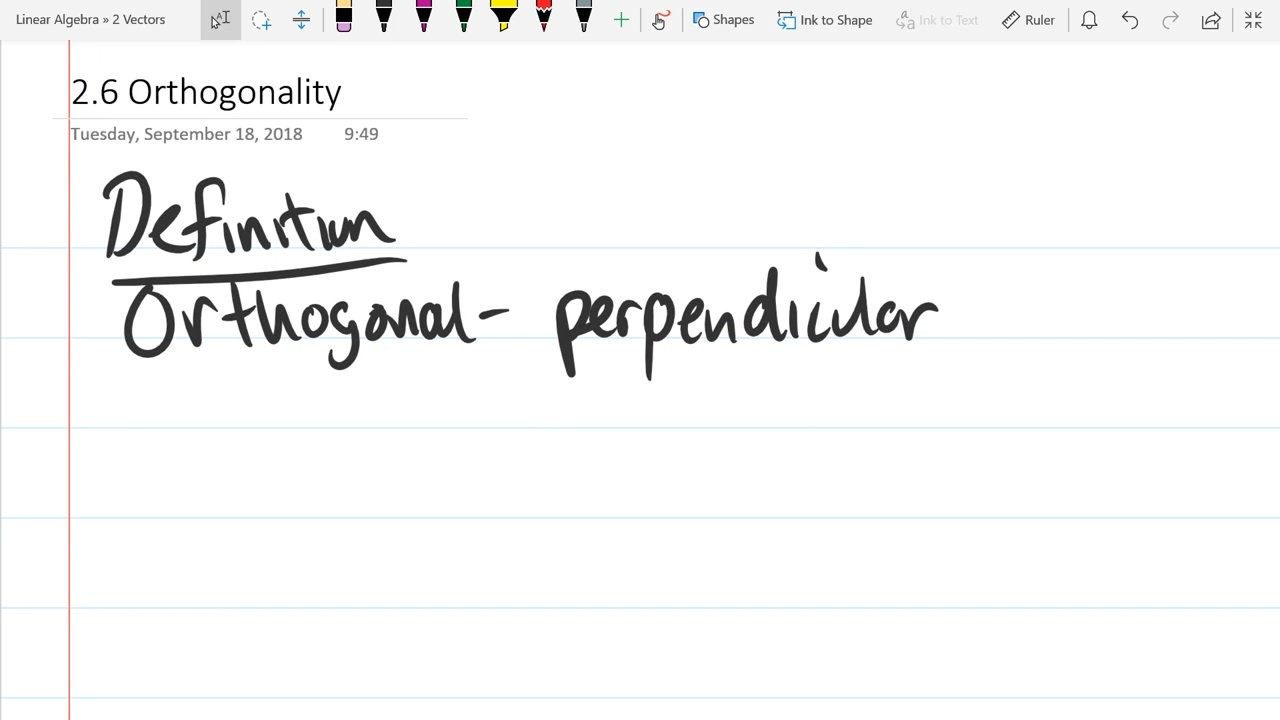 Linear Algebra » 2 Vectors
Shapes
Ink to Shape
Ink to Text
Ruler
2.6 Orthogonality
Tuesday, September 18, 2018 9:49
Definition
Orthogonal - perpendicular